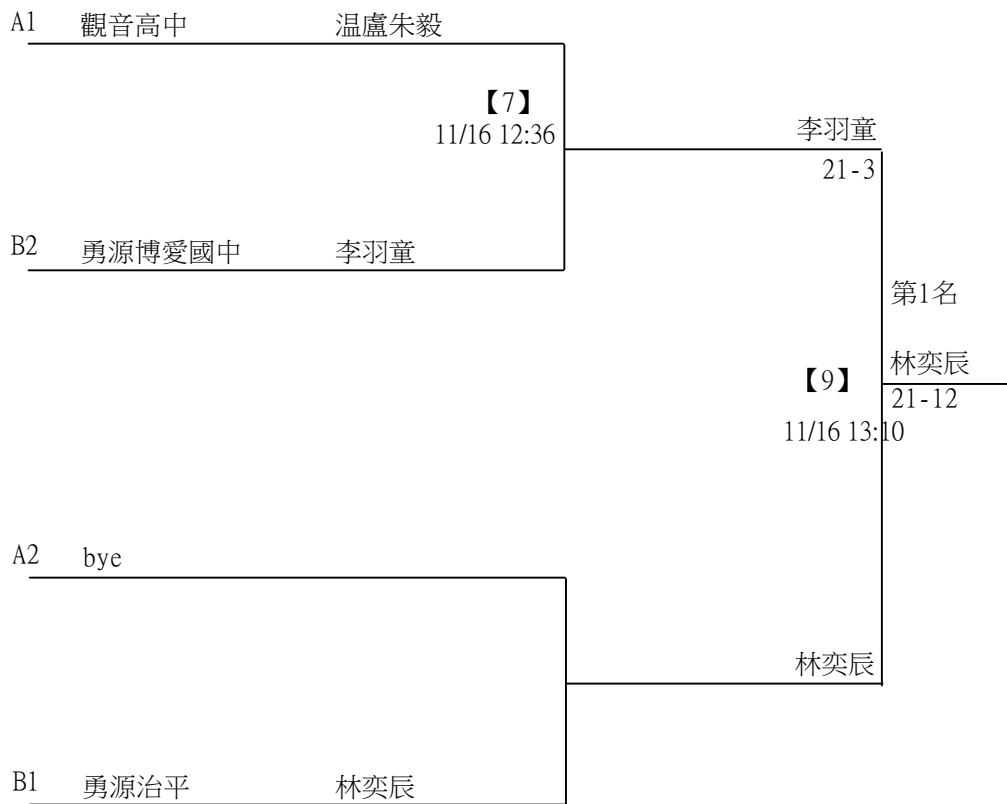 A1 觀音高中 温盧朱毅
【7】
11/16 12:36
李羽童
21-3
B2 勇源博愛國中 李羽童
第1名
林奕辰
【9】
21-12
11/16 13:10
A2 bye
林奕辰
B1 勇源治平 林奕辰